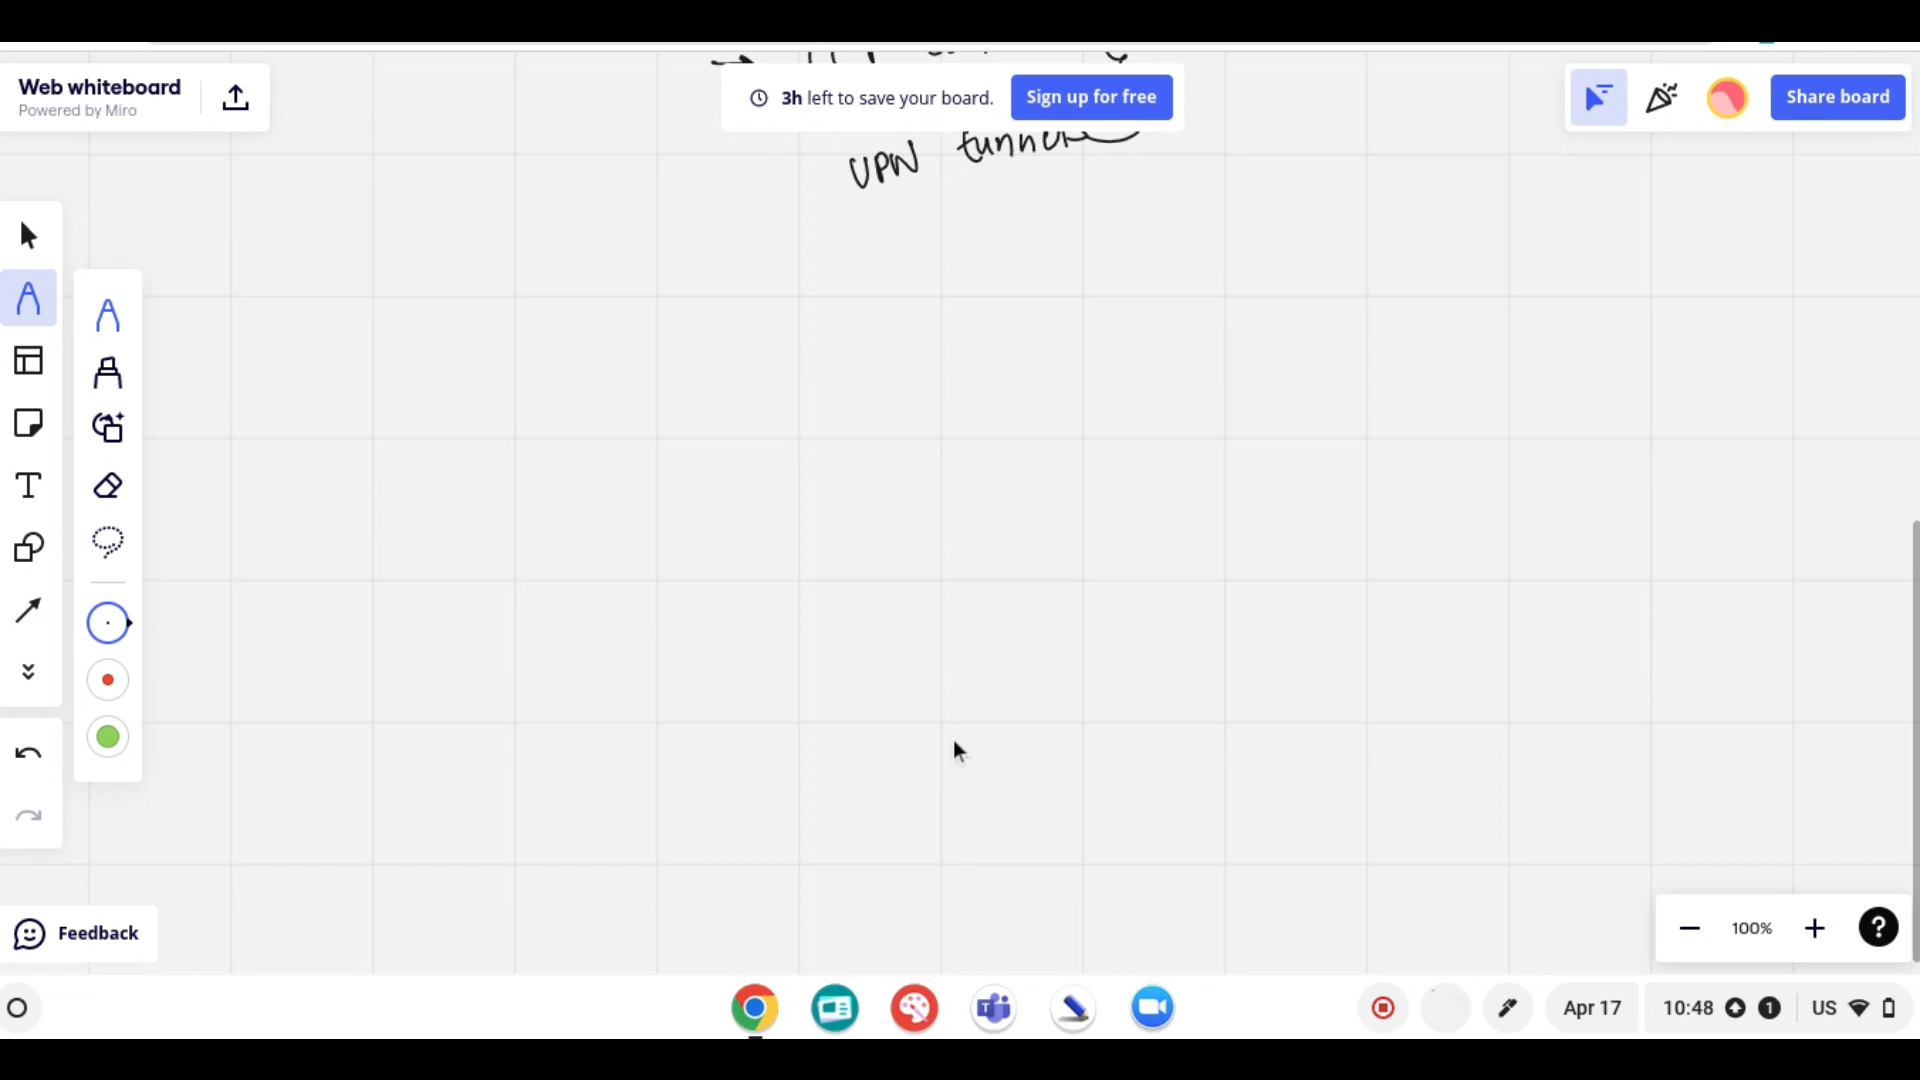 Web whiteboard
Powered by Miro
3h left to save your board.
Sign up for free
Share board
VPN tunnel
T
Feedback
100%
?
Apr 17
10:48
1
US